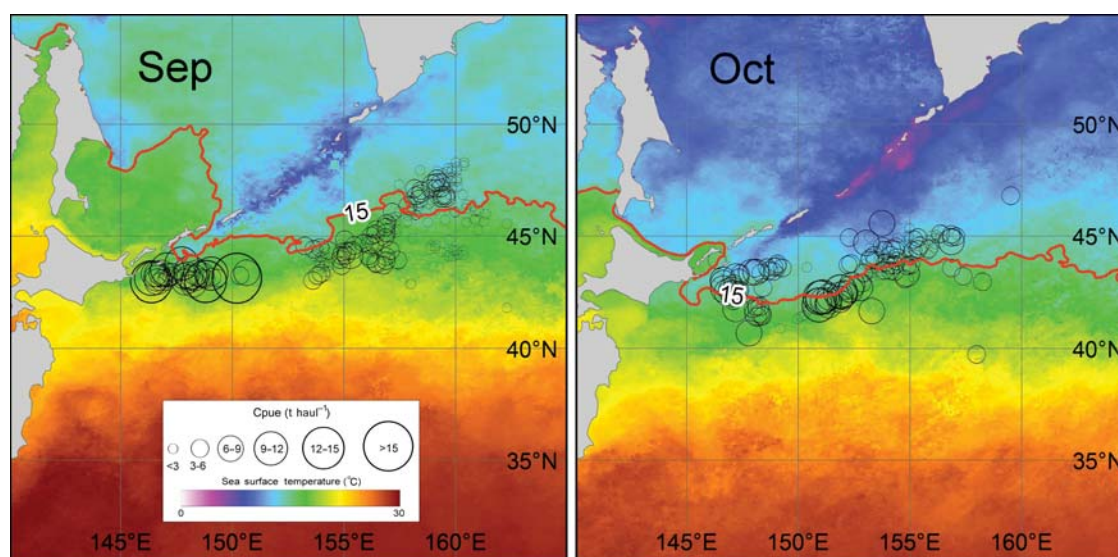 Sep
50°N
15
45°N
40°N
35°N
Cpue (t haul⁻¹)
<3 3-6 6–9 9–12 12–15 >15
Sea surface temperature (°C)
0 30
145°E 150°E 155°E 160°E
Oct
50°N
45°N
15
40°N
35°N
145°E 150°E 155°E 160°E